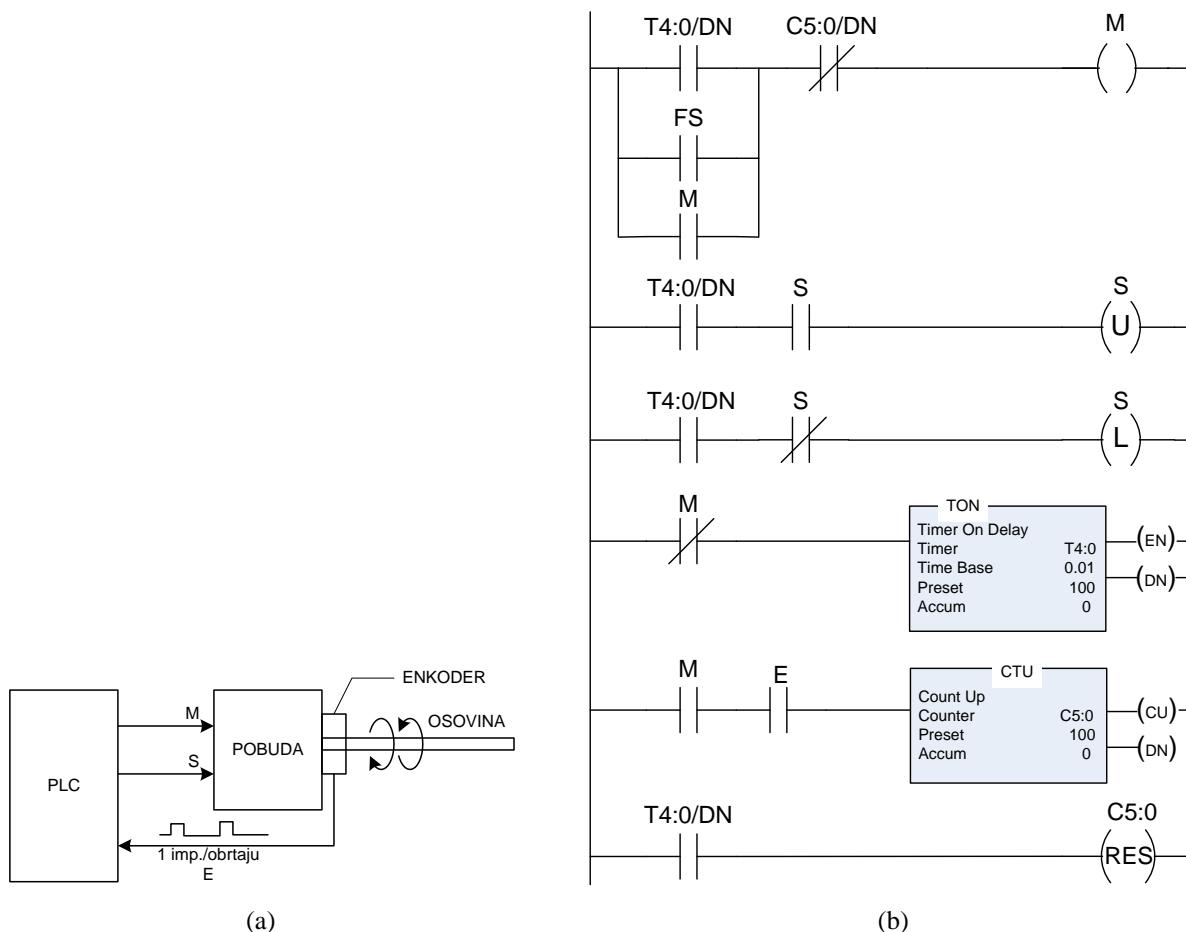 PLC
M
S
POBUDA
ENKODER
OSOVINA
1 imp./obrtaju
E
(a)
T4:0/DN
C5:0/DN
M
FS
M
T4:0/DN
S
S
U
T4:0/DN
S
S
L
M
TON
Timer On Delay
Timer T4:0
Time Base 0.01
Preset 100
Accum 0
(EN)
(DN)
M
E
CTU
Count Up
Counter C5:0
Preset 100
Accum 0
(CU)
(DN)
T4:0/DN
C5:0
RES
(b)